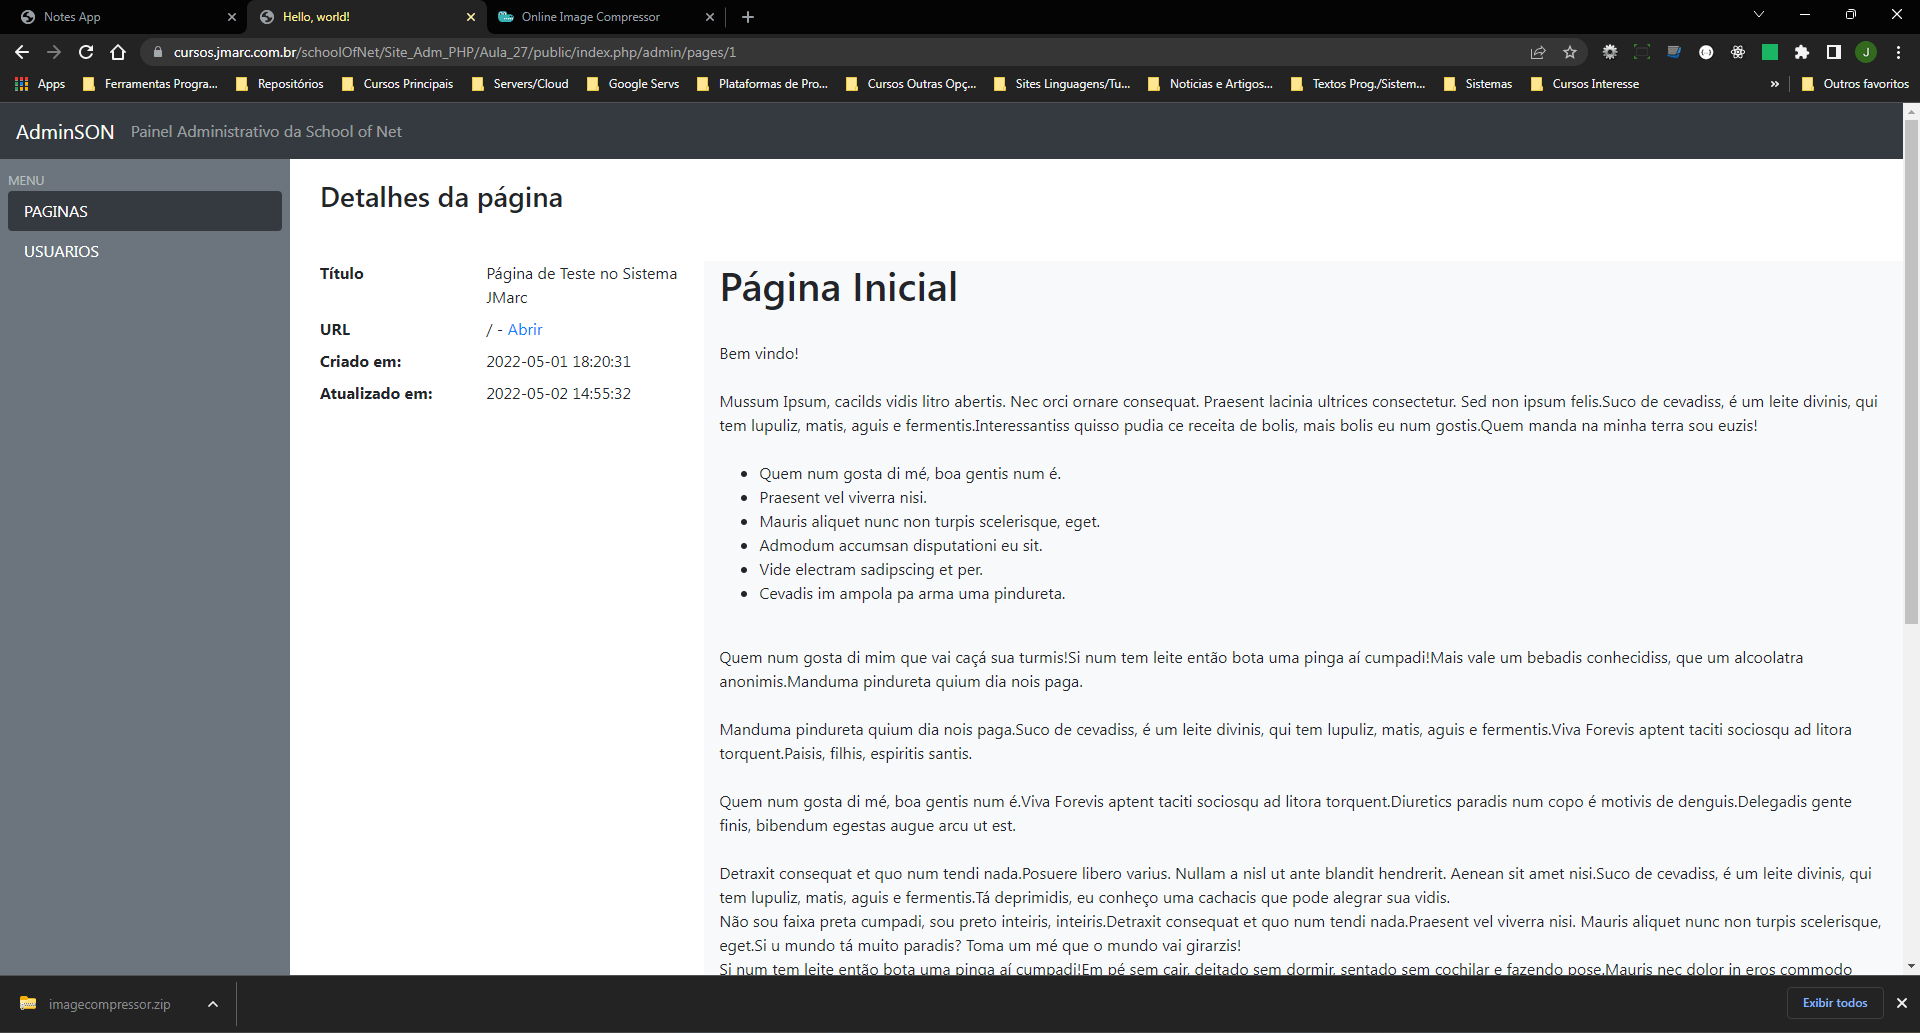 Notes App
Hello, world!
Online Image Compressor
cursos.jmarc.com.br/schoolOfNet/Site_Adm_PHP/Aula_27/public/index.php/admin/pages/1
J
Apps
Ferramentas Progra...
Repositórios
Cursos Principais
Servers/Cloud
Google Servs
Plataformas de Pro...
Cursos Outras Opç...
Sites Linguagens/Tu...
Noticias e Artigos...
Textos Prog./Sistem...
Sistemas
Cursos Interesse
»
Outros favoritos
AdminSON Painel Administrativo da School of Net
MENU
PAGINAS
USUARIOS
Detalhes da página
Título Página de Teste no Sistema
JMarc
URL / - Abrir
Criado em: 2022-05-01 18:20:31
Atualizado em: 2022-05-02 14:55:32
Página Inicial
Bem vindo!
Mussum Ipsum, cacilds vidis litro abertis. Nec orci ornare consequat. Praesent lacinia ultrices consectetur. Sed non ipsum felis.Suco de cevadiss, é um leite divinis, qui
tem lupuliz, matis, aguis e fermentis.Interessantiss quisso pudia ce receita de bolis, mais bolis eu num gostis.Quem manda na minha terra sou euzis!
• Quem num gosta di mé, boa gentis num é.
• Praesent vel viverra nisi.
• Mauris aliquet nunc non turpis scelerisque, eget.
• Admodum accumsan disputationi eu sit.
• Vide electram sadipscing et per.
• Cevadis im ampola pa arma uma pindureta.
Quem num gosta di mim que vai caçá sua turmis!Si num tem leite então bota uma pinga aí cumpadi!Mais vale um bebadis conhecidiss, que um alcoolatra
anonimis.Manduma pindureta quium dia nois paga.
Manduma pindureta quium dia nois paga.Suco de cevadiss, é um leite divinis, qui tem lupuliz, matis, aguis e fermentis.Viva Forevis aptent taciti sociosqu ad litora
torquent.Paisis, filhis, espiritis santis.
Quem num gosta di mé, boa gentis num é.Viva Forevis aptent taciti sociosqu ad litora torquent.Diuretics paradis num copo é motivis de denguis.Delegadis gente
finis, bibendum egestas augue arcu ut est.
Detraxit consequat et quo num tendi nada.Posuere libero varius. Nullam a nisl ut ante blandit hendrerit. Aenean sit amet nisi.Suco de cevadiss, é um leite divinis, qui
tem lupuliz, matis, aguis e fermentis.Tá deprimidis, eu conheço uma cachacis que pode alegrar sua vidis.
Não sou faixa preta cumpadi, sou preto inteiris, inteiris.Detraxit consequat et quo num tendi nada.Praesent vel viverra nisi. Mauris aliquet nunc non turpis scelerisque,
eget.Si u mundo tá muito paradis? Toma um mé que o mundo vai girarzis!
Si num tem leite então bota uma pinga aí cumpadi!Em pé sem cair, deitado sem dormir, sentado sem cochilar e fazendo pose.Mauris nec dolor in eros commodo
imagecompressor.zip
Exibir todos